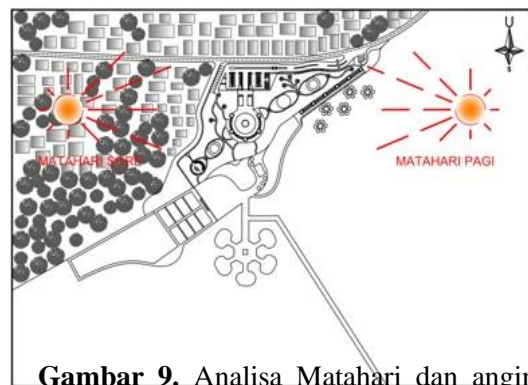 U
S
MATAHARI SORE
MATAHARI PAGI
Gambar 9. Analisa Matahari dan angin